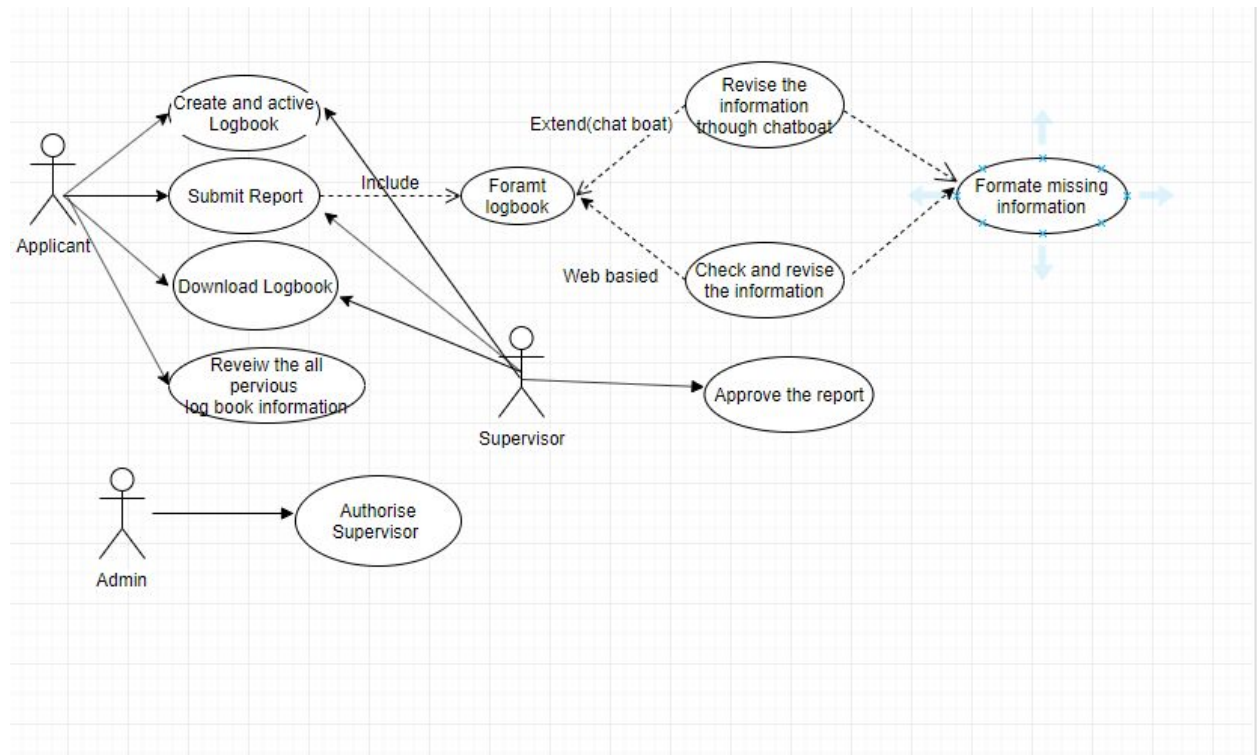 Create and active
Logbook
Applicant
Submit Report
Include
Foramt
logbook
Extend(chat boat)
Revise the
information
trhough chatboat
Formate missing
information
Download Logbook
Web basied
Check and revise
the information
Reveiw the all
pervious
log book information
Supervisor
Approve the report
Admin
Authorise
Supervisor